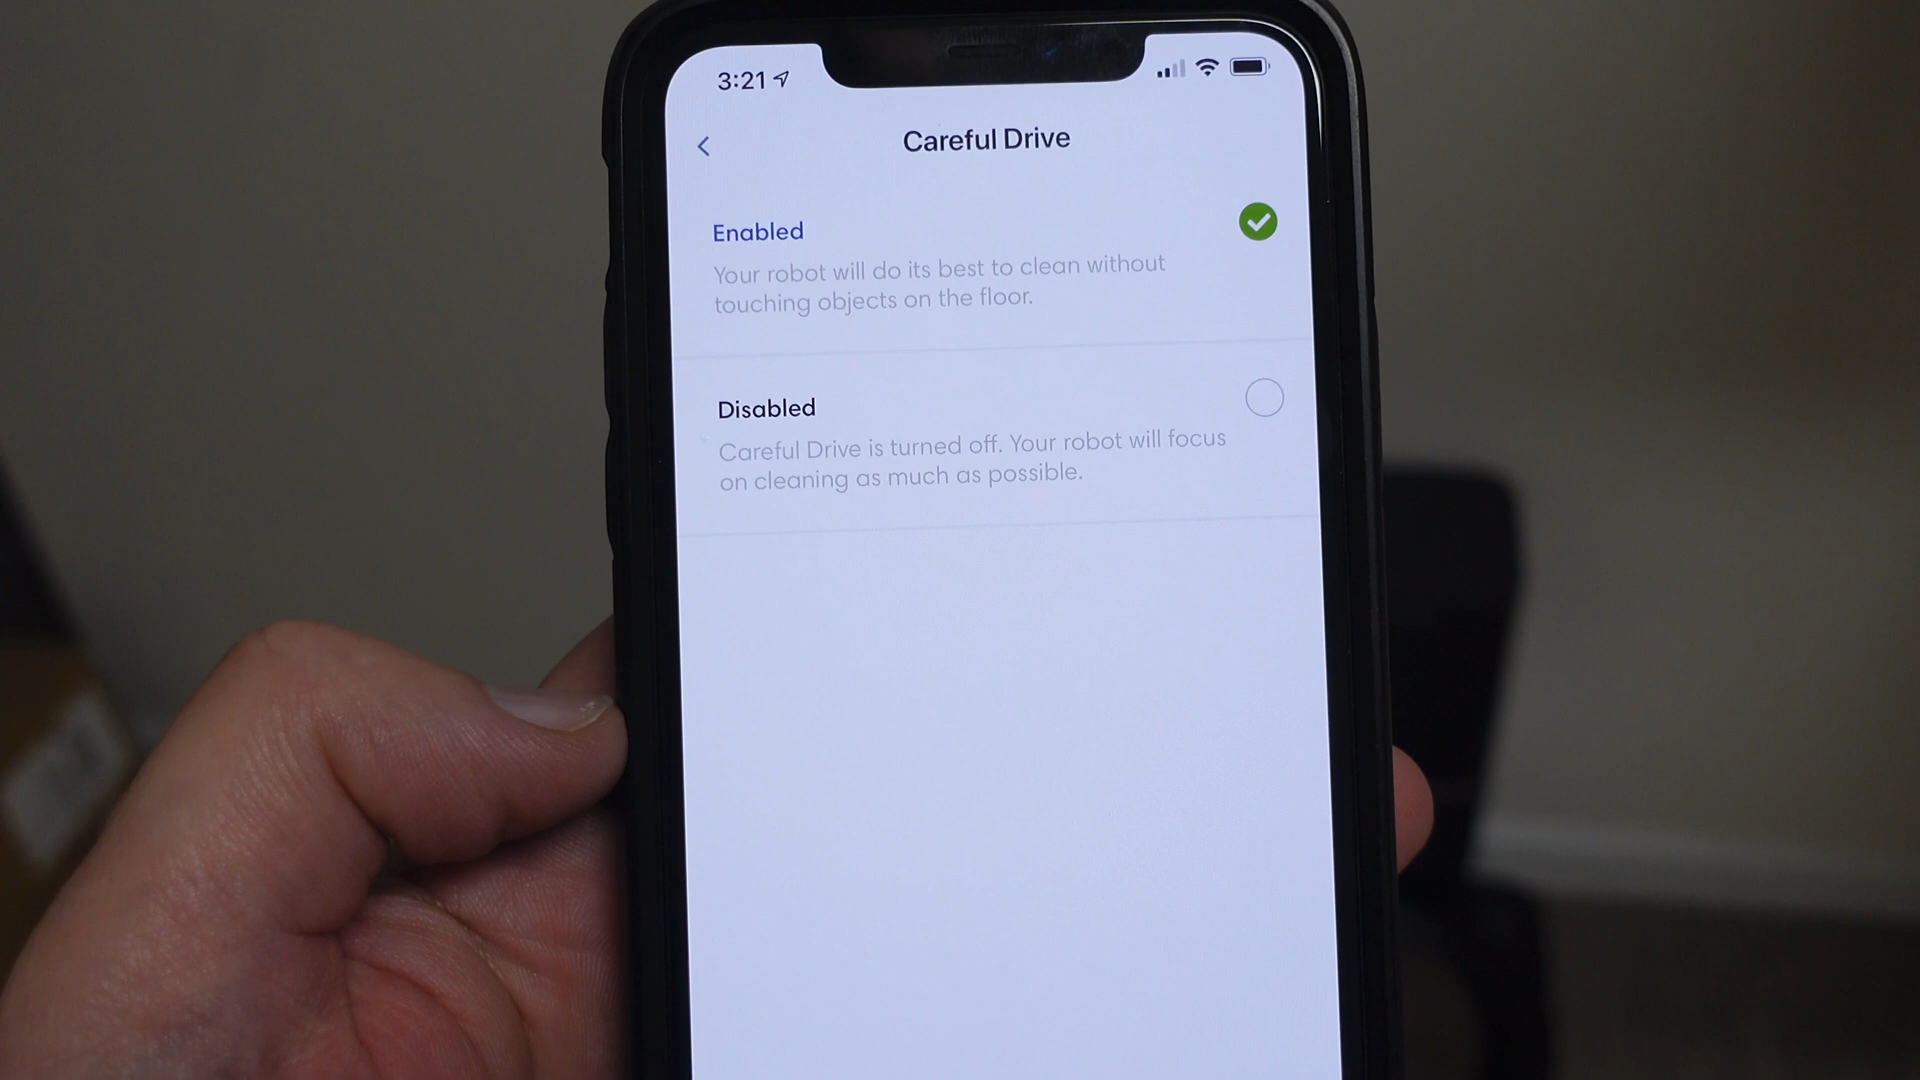 3:21
Careful Drive
Enabled
Your robot will do its best to clean without
touching objects on the floor.
Disabled
Careful Drive is turned off. Your robot will focus
on cleaning as much as possible.